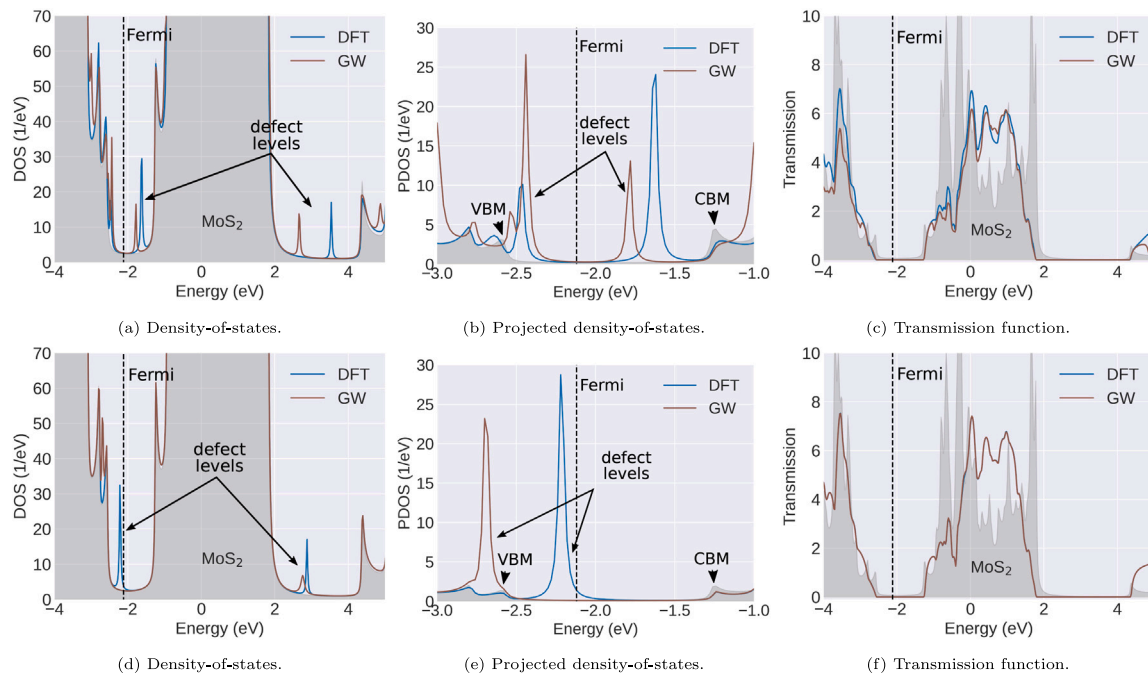 70
60
50
40
30
20
10
0
DOS (1/eV)
Fermi
DFT
GW
defect
levels
MoS2
−4
−2
0
2
4
Energy (eV)
(a) Density-of-states.
35
30
25
20
15
10
5
0
PDOS (1/eV)
Fermi
DFT
GW
defect
levels
VBM
CBM
−3.0
−2.5
−2.0
−1.5
−1.0
Energy (eV)
(b) Projected density-of-states.
10
8
6
4
2
0
Transmission
Fermi
DFT
GW
MoS2
−4
−2
0
2
4
Energy (eV)
(c) Transmission function.
70
60
50
40
30
20
10
0
DOS (1/eV)
Fermi
DFT
GW
defect
levels
MoS2
−4
−2
0
2
4
Energy (eV)
(d) Density-of-states.
35
30
25
20
15
10
5
0
PDOS (1/eV)
Fermi
DFT
GW
defect
levels
VBM
CBM
−3.0
−2.5
−2.0
−1.5
−1.0
Energy (eV)
(e) Projected density-of-states.
10
8
6
4
2
0
Transmission
Fermi
DFT
GW
MoS2
−4
−2
0
2
4
Energy (eV)
(f) Transmission function.